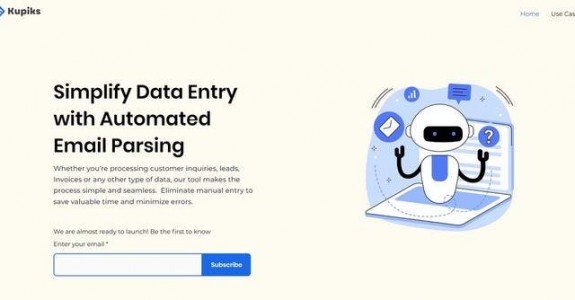 Kupiks
Home Use Cas
Simplify Data Entry
with Automated
Email Parsing
Whether you're processing customer inquiries, leads,
Invoices or any other type of data, our tool makes the
process simple and seamless. Eliminate manual entry to
save valuable time and minimize errors.
We are almost ready to launch! Be the first to know
Enter your email *
Subscribe
?